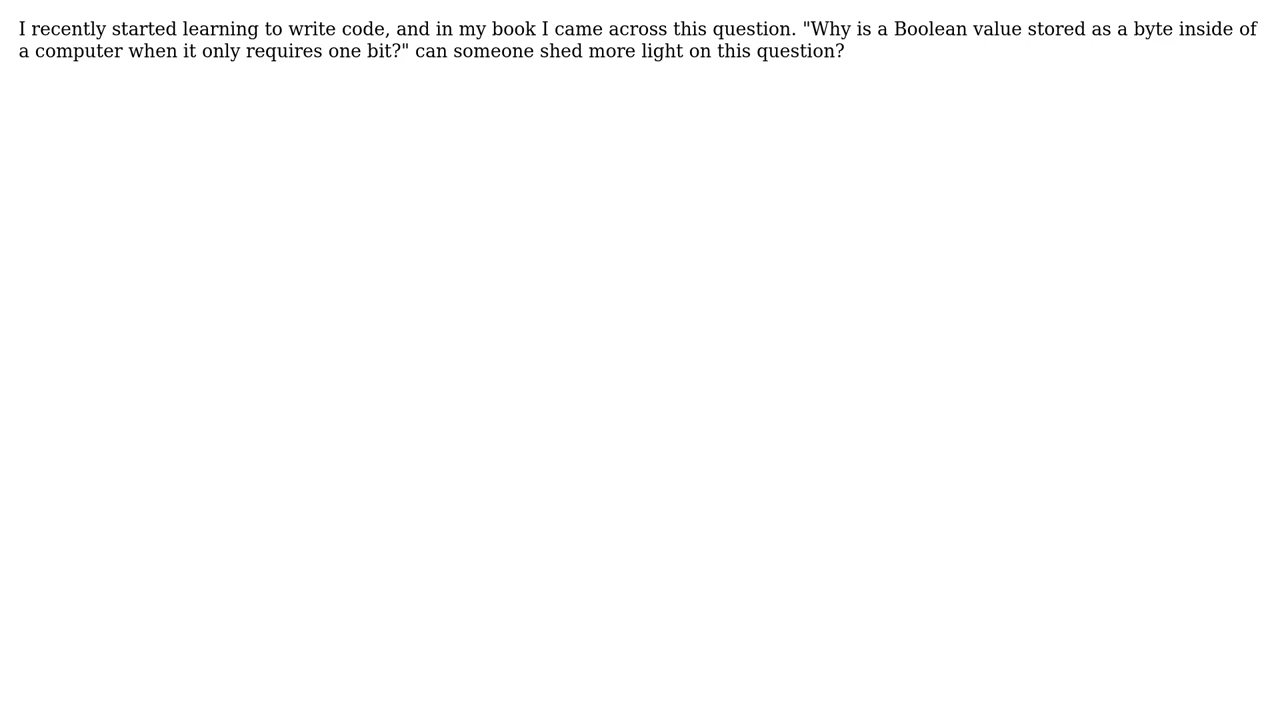 I recently started learning to write code, and in my book I came across this question. "Why is a Boolean value stored as a byte inside of
a computer when it only requires one bit?" can someone shed more light on this question?